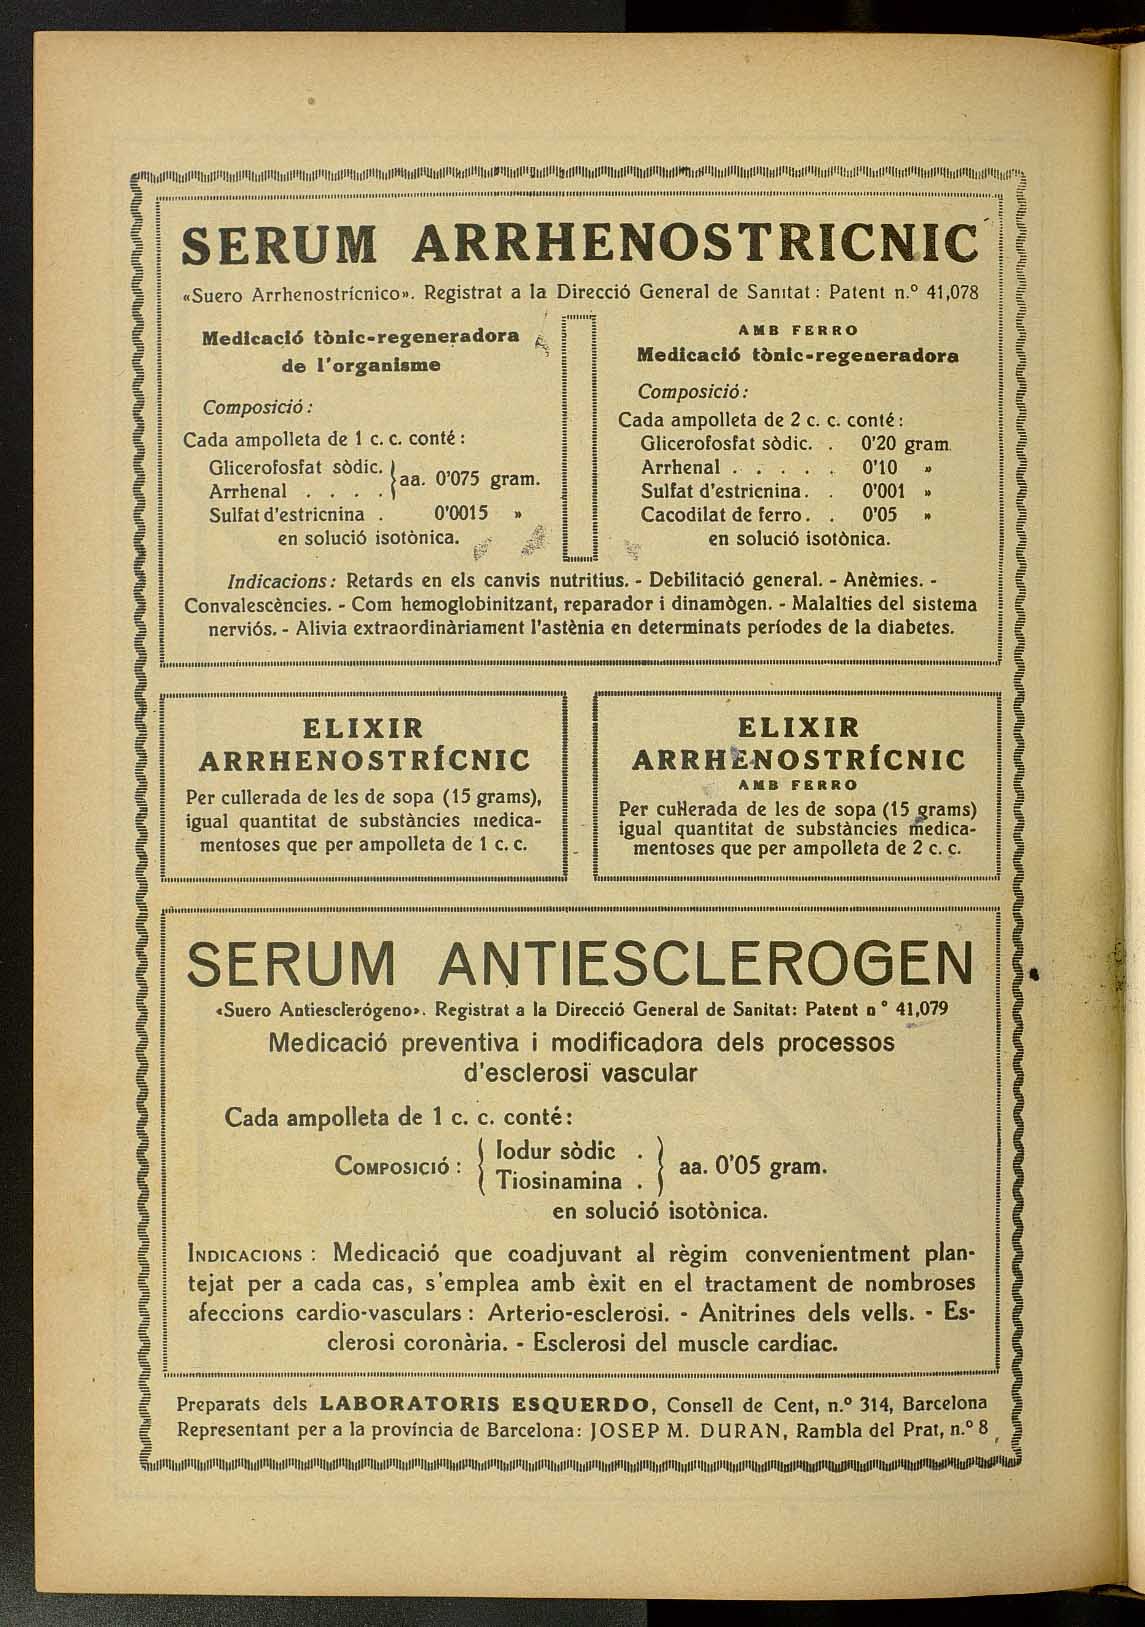 SERUM ARRHENOSTRICNIC
«Suero Arrhenostrícnico». Registrat a la Direcció General de Sanitat: Patent n.º 41,078
Medicació tònic-regeneradora
de l'organisme
Composició:
Cada ampolleta de 1 c. c. conté:
Glicerofosfat sòdic.
Arrhenal . . . .
aa. 0'075 gram.
Sulfat d'estricnina . 0'0015 »
en solució isotònica.
AMB FERRO
Medicació tònic-regeneradora
Composició:
Cada ampolleta de 2 c. c. conté:
Glicerofosfat sòdic. . 0'20 gram.
Arrhenal . . . . . 0'10 »
Sulfat d'estricnina. . 0'001 »
Cacodilat de ferro. . 0'05 »
en solució isotònica.
Indicacions: Retards en els canvis nutritius. - Debilitació general. - Anèmies. -
Convalescències. - Com hemoglobinitzant, reparador i dinamògen. - Malalties del sistema
nerviós. - Alivia extraordinàriament l'astènia en determinats períodes de la diabetes.
ELIXIR
ARRHENOSTRÍCNIC
Per cullerada de les de sopa (15 grams),
igual quantitat de substàncies medica-
mentoses que per ampolleta de 1 c. c.
ELIXIR
ARRHENOSTRÍCNIC
AMB FERRO
Per cullerada de les de sopa (15 grams)
igual quantitat de substàncies medica-
mentoses que per ampolleta de 2 c. c.
SERUM ANTIESCLEROGEN
«Suero Antiesclerógeno». Registrat a la Direcció General de Sanitat: Patent nº 41,079
Medicació preventiva i modificadora dels processos
d'esclerosi vascular
Cada ampolleta de 1 c. c. conté:
COMPOSICIÓ: { Iodur sòdic . }
Tiosinamina .
aa. 0'05 gram.
en solució isotònica.
INDICACIONS: Medicació que coadjuvant al règim convenientment plan-
tejat per a cada cas, s'emplea amb èxit en el tractament de nombroses
afeccions cardio-vasculars: Arterio-esclerosi. - Anitrines dels vells. - Es-
clerosi coronària. - Esclerosi del muscle cardiac.
Preparats dels LABORATORIS ESQUERDO, Consell de Cent, n.º 314, Barcelona
Representant per a la província de Barcelona: JOSEP M. DURAN, Rambla del Prat, n.º 8